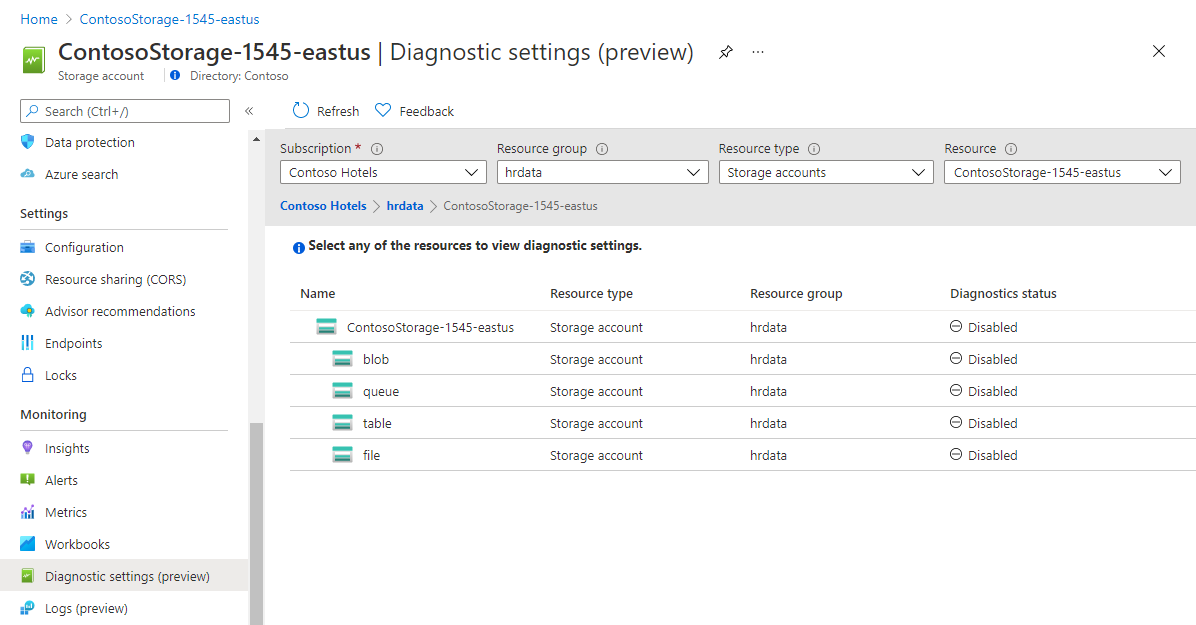 Home > ContosoStorage-1545-eastus
ContosoStorage-1545-eastus | Diagnostic settings (preview)
Storage account | Directory: Contoso
Search (Ctrl+/)
Refresh Feedback
Data protection
Azure search
Settings
Configuration
Resource sharing (CORS)
Advisor recommendations
Endpoints
Locks
Monitoring
Insights
Alerts
Metrics
Workbooks
Diagnostic settings (preview)
Logs (preview)
Subscription * Resource group Resource type Resource
Contoso Hotels hrdata Storage accounts ContosoStorage-1545-eastus
Contoso Hotels > hrdata > ContosoStorage-1545-eastus
Select any of the resources to view diagnostic settings.
Name Resource type Resource group Diagnostics status
ContosoStorage-1545-eastus Storage account hrdata Disabled
blob Storage account hrdata Disabled
queue Storage account hrdata Disabled
table Storage account hrdata Disabled
file Storage account hrdata Disabled